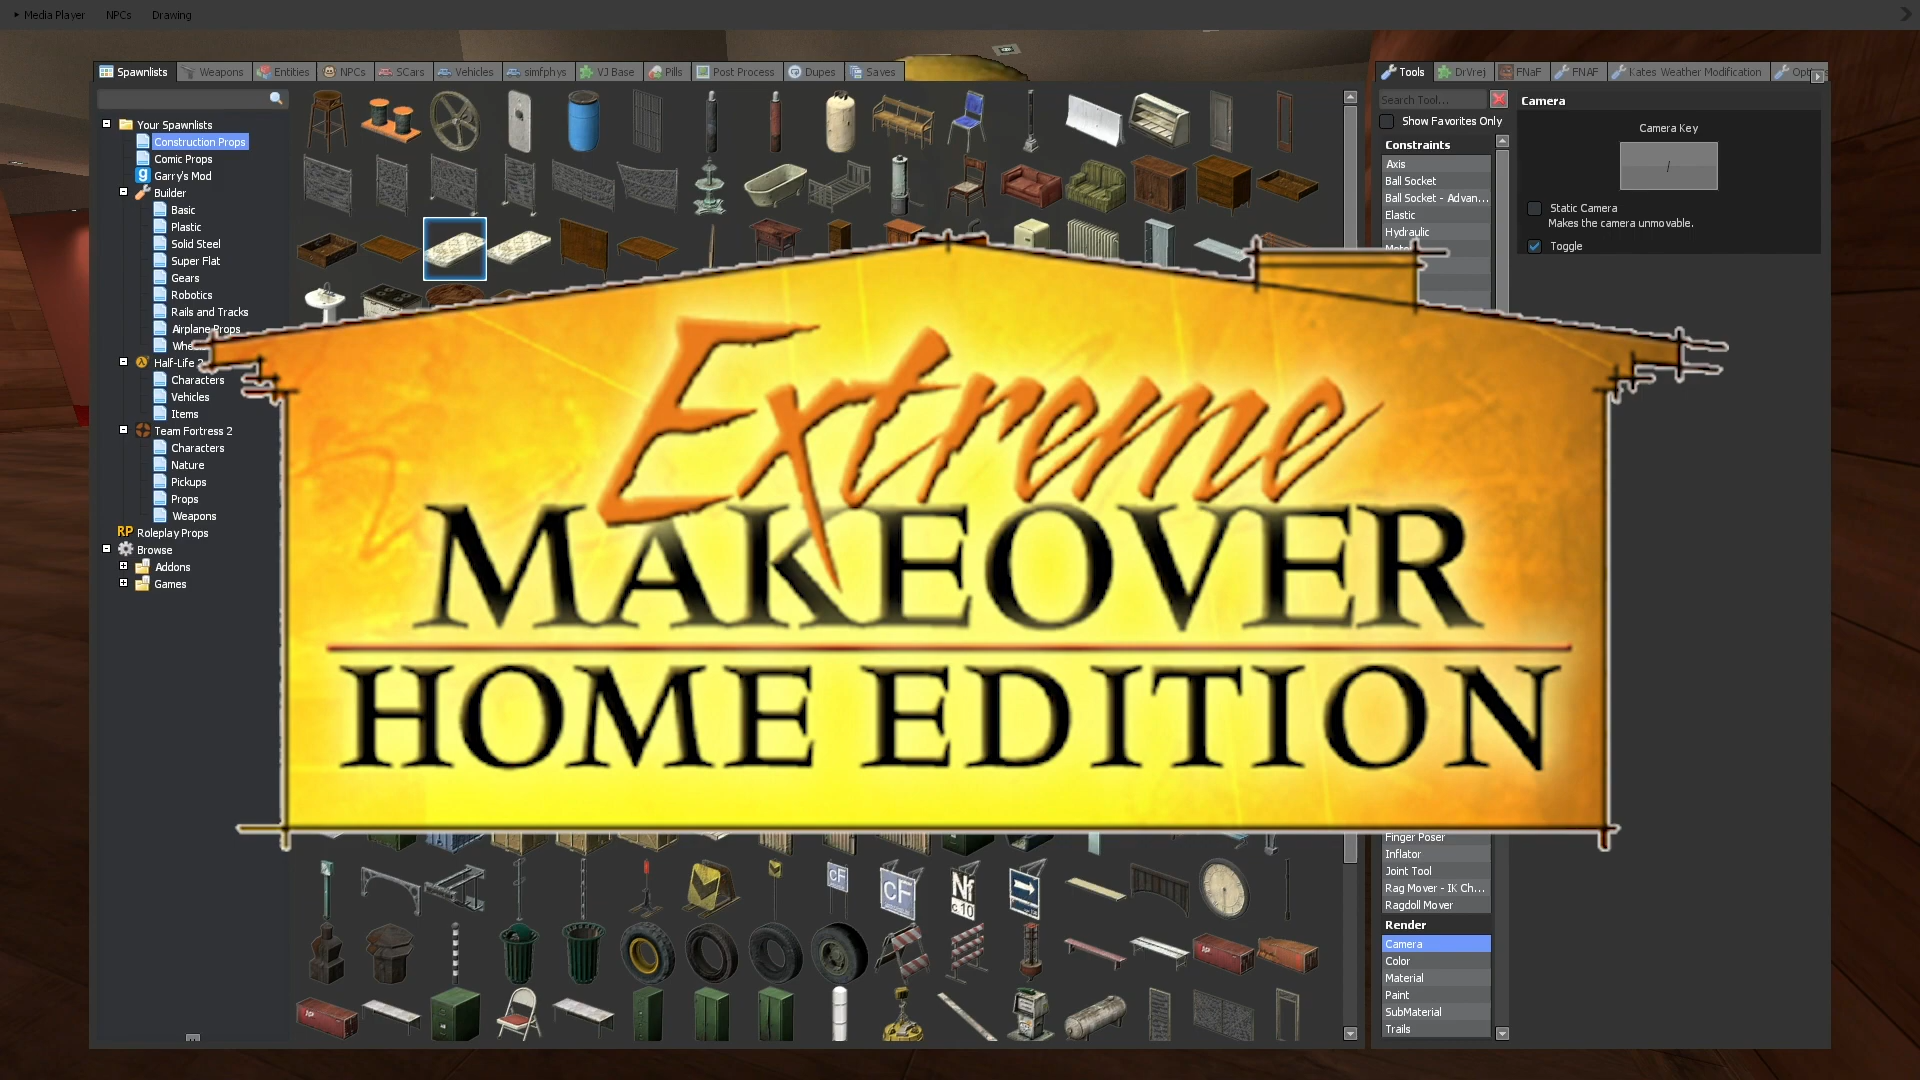 Media Player NPCs Drawing
Spawnlists Weapons Entities NPCs SCars Vehicles simfphys VJ Base Pills Post Process Dupes Saves
Your Spawnlists
Construction Props
Comic Props
Garry's Mod
Builder
Basic
Plastic
Solid Steel
Super Flat
Gears
Robotics
Rails and Tracks
Airplane Props
Half-Life 2
Characters
Vehicles
Items
Team Fortress 2
Characters
Nature
Pickups
Props
Weapons
RP Roleplay Props
Browse
Addons
Games
Extreme
MAKEOVER
HOME EDITION
cF
cF
Nf
c 10
Tools DrVrej FNaF FNAF Kates Weather Modification
Search Tool...
Show Favorites Only
Constraints
Axis
Ball Socket
Ball Socket - Advan...
Elastic
Hydraulic
Finger Poser
Inflator
Joint Tool
Rag Mover - IK Ch...
Ragdoll Mover
Render
Camera
Color
Material
Paint
SubMaterial
Trails
Camera
Camera Key
/
Static Camera
Makes the camera unmovable.
Toggle